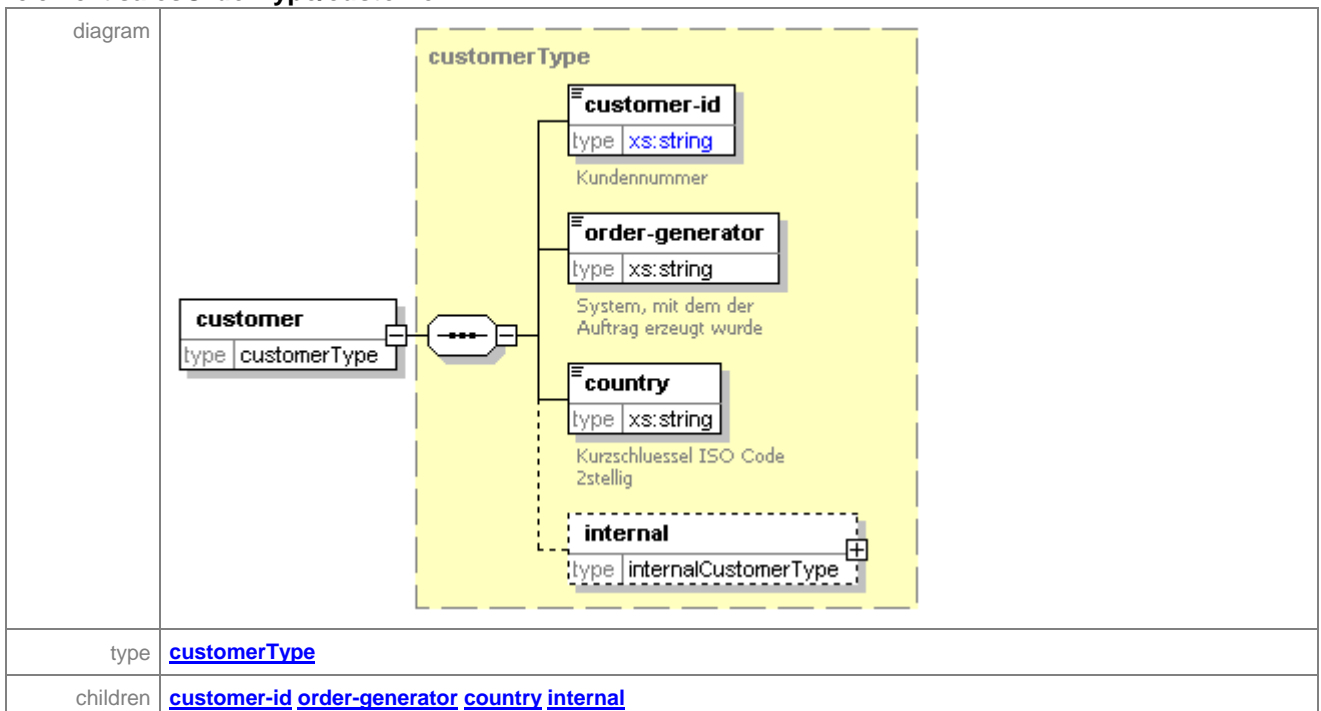 diagram
customerType
customer-id
type xs:string
Kundennummer
order-generator
type xs:string
System, mit dem der
Auftrag erzeugt wurde
customer
type customerType
country
type xs:string
Kurzschluessel ISO Code
2stellig
internal
type internalCustomerType
type customerType
children customer-id order-generator country internal